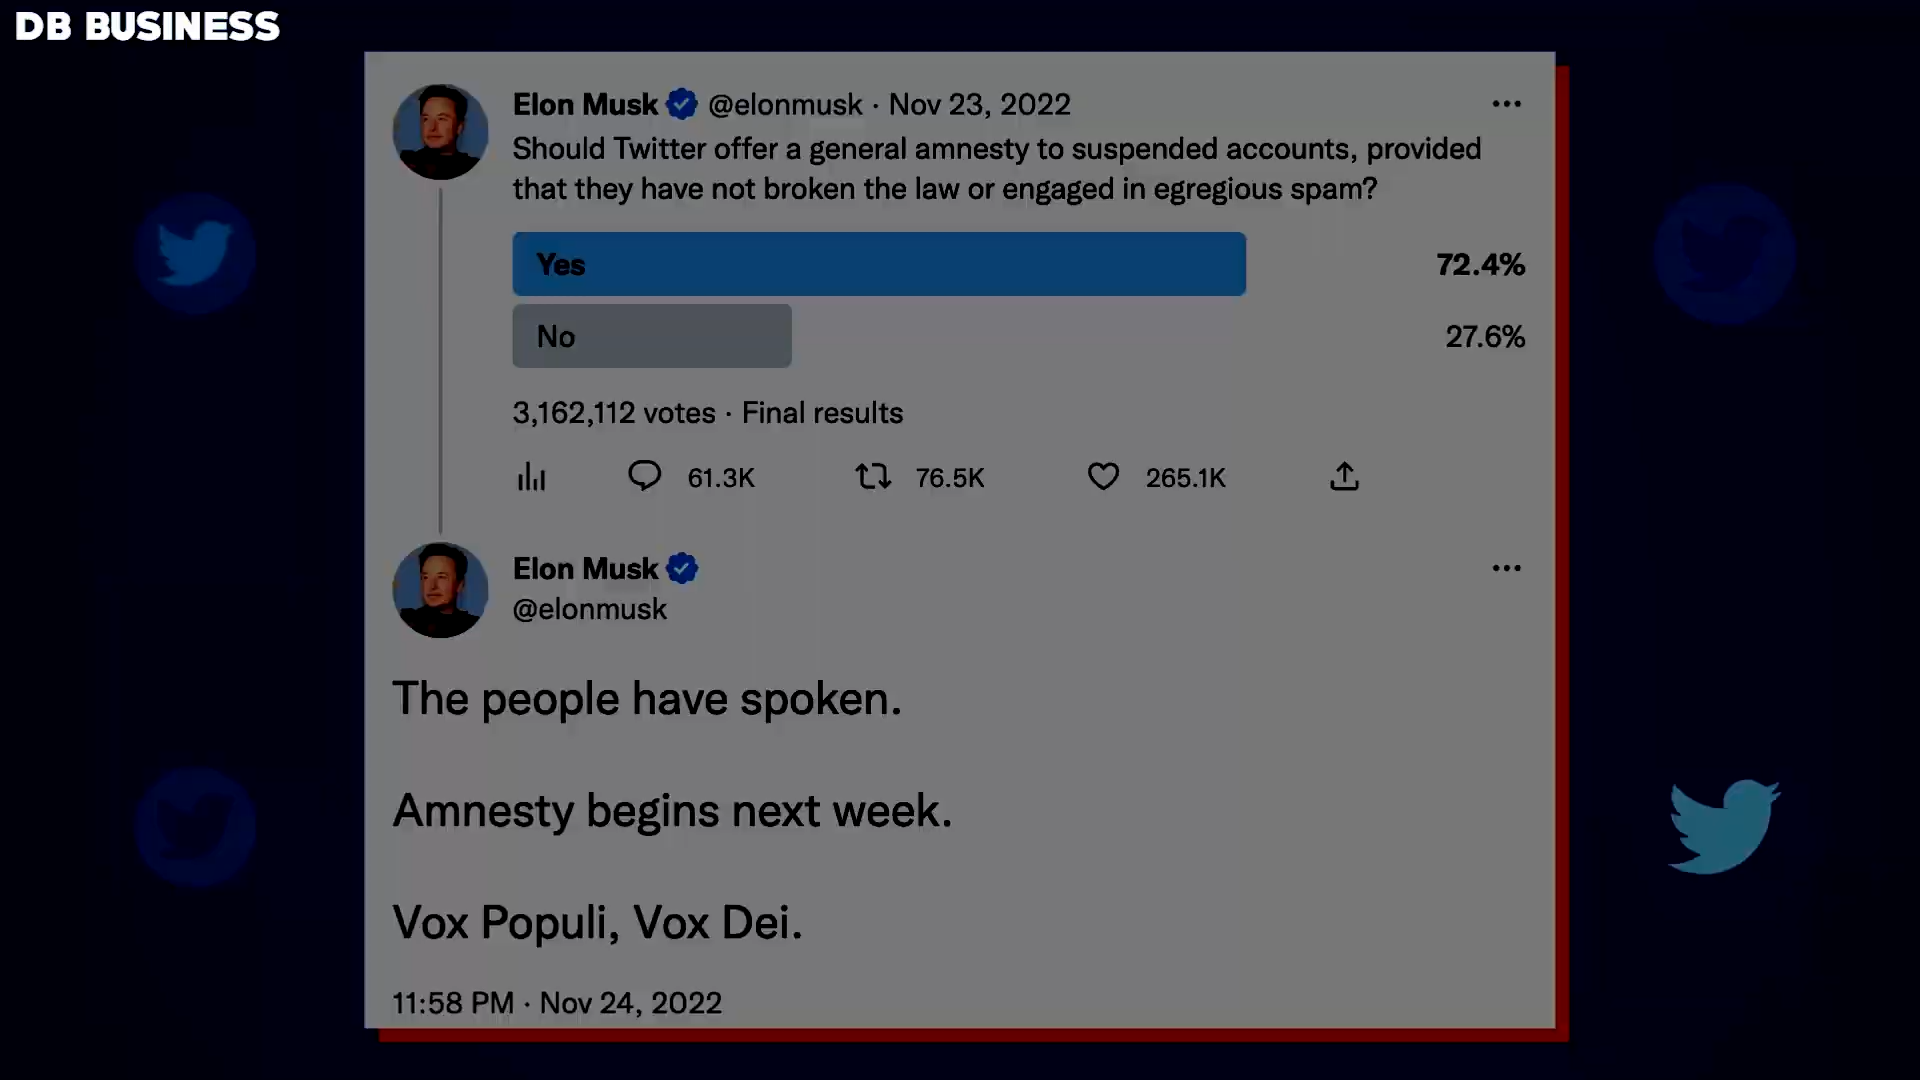 DB BUSINESS
Elon Musk @elonmusk · Nov 23, 2022
Should Twitter offer a general amnesty to suspended accounts, provided
that they have not broken the law or engaged in egregious spam?
Yes 72.4%
No 27.6%
3,162,112 votes · Final results
61.3K 76.5K 265.1K
Elon Musk
@elonmusk
The people have spoken.
Amnesty begins next week.
Vox Populi, Vox Dei.
11:58 PM · Nov 24, 2022